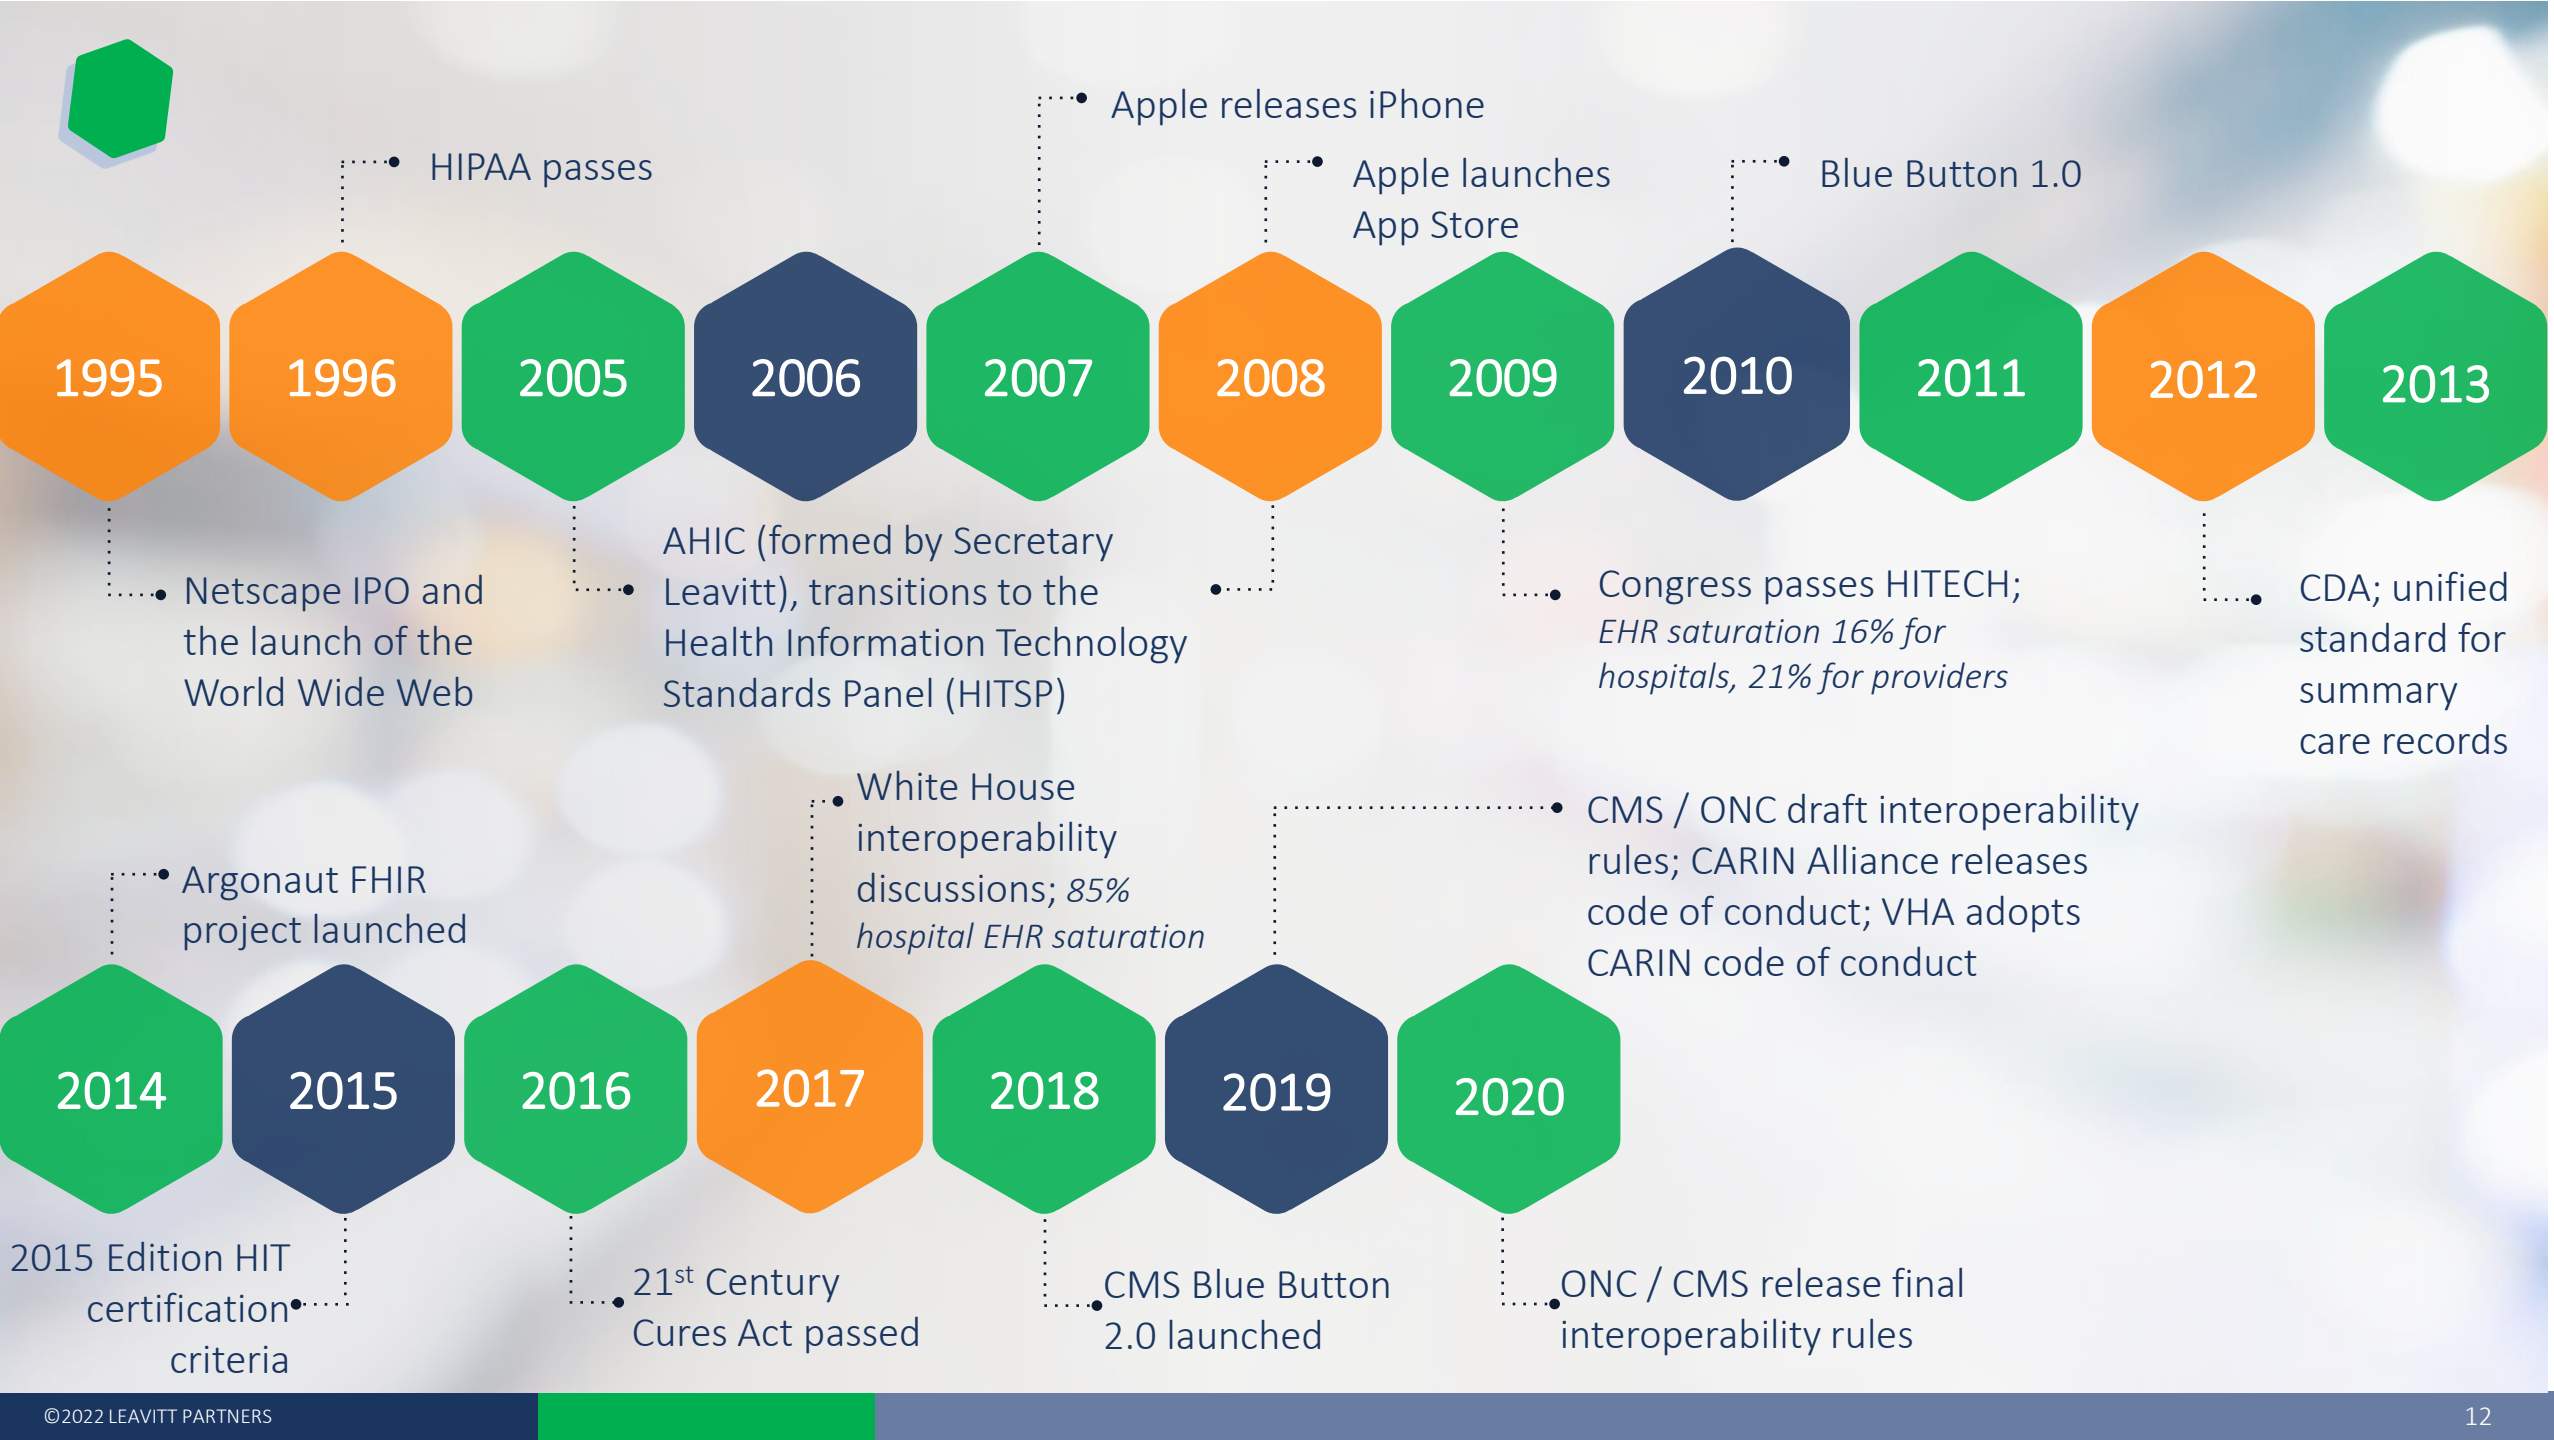 Apple releases iPhone
HIPAA passes
Apple launches
App Store
Blue Button 1.0
1995
1996
2005
2006
2007
2008
2009
2010
2011
2012
2013
Netscape IPO and
the launch of the
World Wide Web
AHIC (formed by Secretary
Leavitt), transitions to the
Health Information Technology
Standards Panel (HITSP)
Congress passes HITECH;
EHR saturation 16% for
hospitals, 21% for providers
CDA; unified
standard for
summary
care records
Argonaut FHIR
project launched
White House
interoperability
discussions; 85%
hospital EHR saturation
CMS / ONC draft interoperability
rules; CARIN Alliance releases
code of conduct; VHA adopts
CARIN code of conduct
2014
2015
2016
2017
2018
2019
2020
2015 Edition HIT
certification
criteria
21st Century
Cures Act passed
CMS Blue Button
2.0 launched
ONC / CMS release final
interoperability rules
©2022 LEAVITT PARTNERS
12